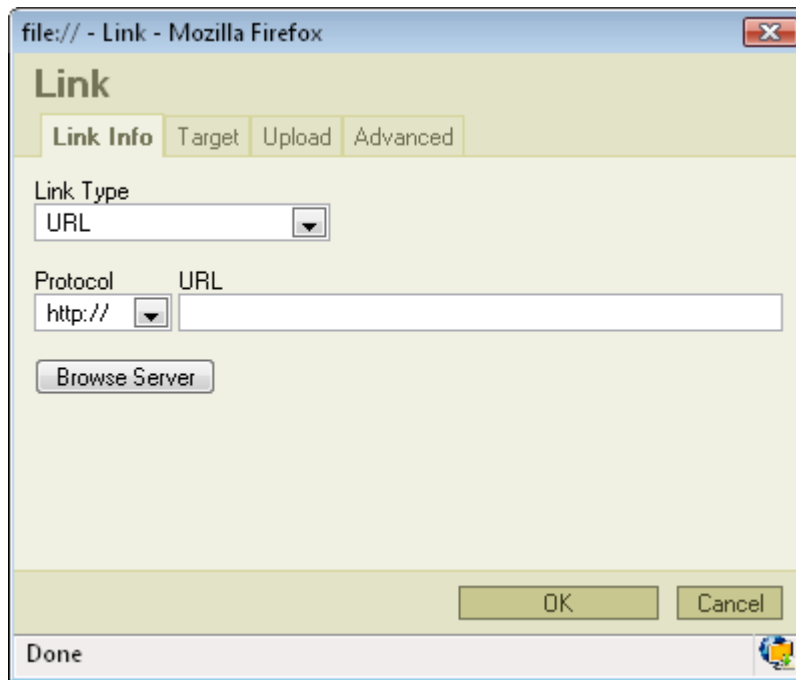 file:// - Link - Mozilla Firefox
Link
Link Info Target Upload Advanced
Link Type
URL
Protocol URL
http://
Browse Server
OK Cancel
Done